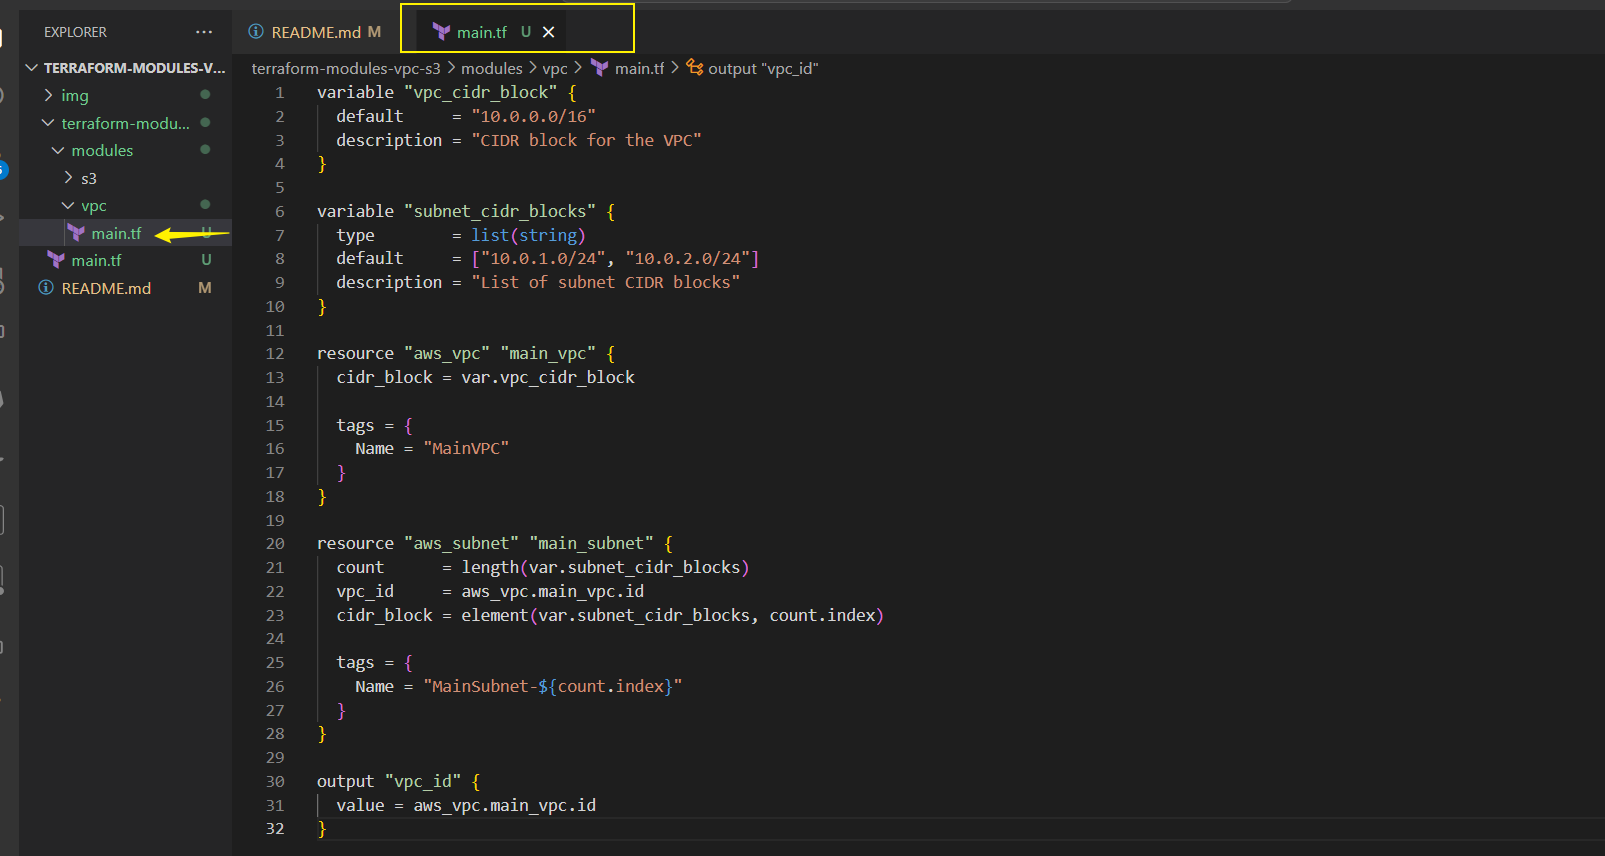 EXPLORER
TERRAFORM-MODULES-V...
img
terraform-modu...
modules
s3
vpc
main.tf U
main.tf U
README.md M
README.md M
main.tf U
terraform-modules-vpc-s3 > modules > vpc > main.tf > output "vpc_id"
1 variable "vpc_cidr_block" {
2 default = "10.0.0.0/16"
3 description = "CIDR block for the VPC"
4 }
5
6 variable "subnet_cidr_blocks" {
7 type = list(string)
8 default = ["10.0.1.0/24", "10.0.2.0/24"]
9 description = "List of subnet CIDR blocks"
10 }
11
12 resource "aws_vpc" "main_vpc" {
13 cidr_block = var.vpc_cidr_block
14
15 tags = {
16 Name = "MainVPC"
17 }
18 }
19
20 resource "aws_subnet" "main_subnet" {
21 count = length(var.subnet_cidr_blocks)
22 vpc_id = aws_vpc.main_vpc.id
23 cidr_block = element(var.subnet_cidr_blocks, count.index)
24
25 tags = {
26 Name = "MainSubnet-${count.index}"
27 }
28 }
29
30 output "vpc_id" {
31 value = aws_vpc.main_vpc.id
32 }